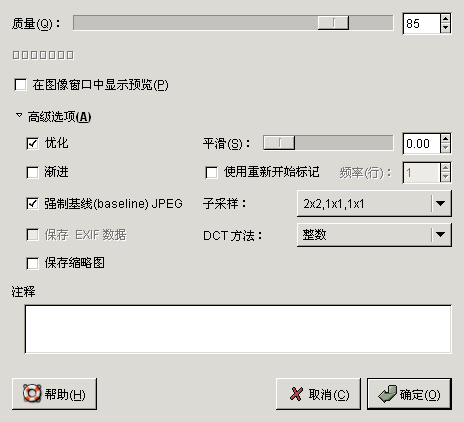 质量(Q)： 85
在图像窗口中显示预览(P)
高级选项(A)
优化 平滑(S)： 0.00
渐进 使用重新开始标记 频率(行)： 1
强制基线(baseline) JPEG 子采样： 2x2,1x1,1x1
保存 EXIF 数据 DCT 方法： 整数
保存缩略图
注释
帮助(H) 取消(C) 确定(O)